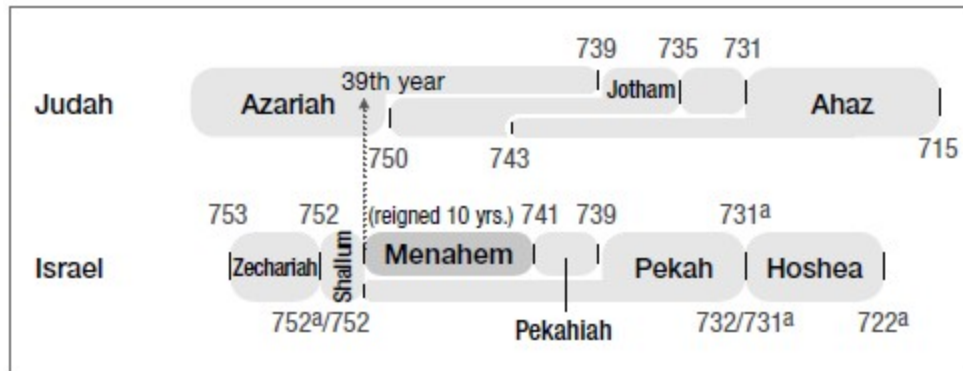 739 735 731
39th year
Judah Azariah Jotham Ahaz
750 743 715
753 752 (reigned 10 yrs.) 741 739 731a
Israel Zechariah Shallum Menahem Pekah Hoshea
752a/752 Pekahiah 732/731a 722a